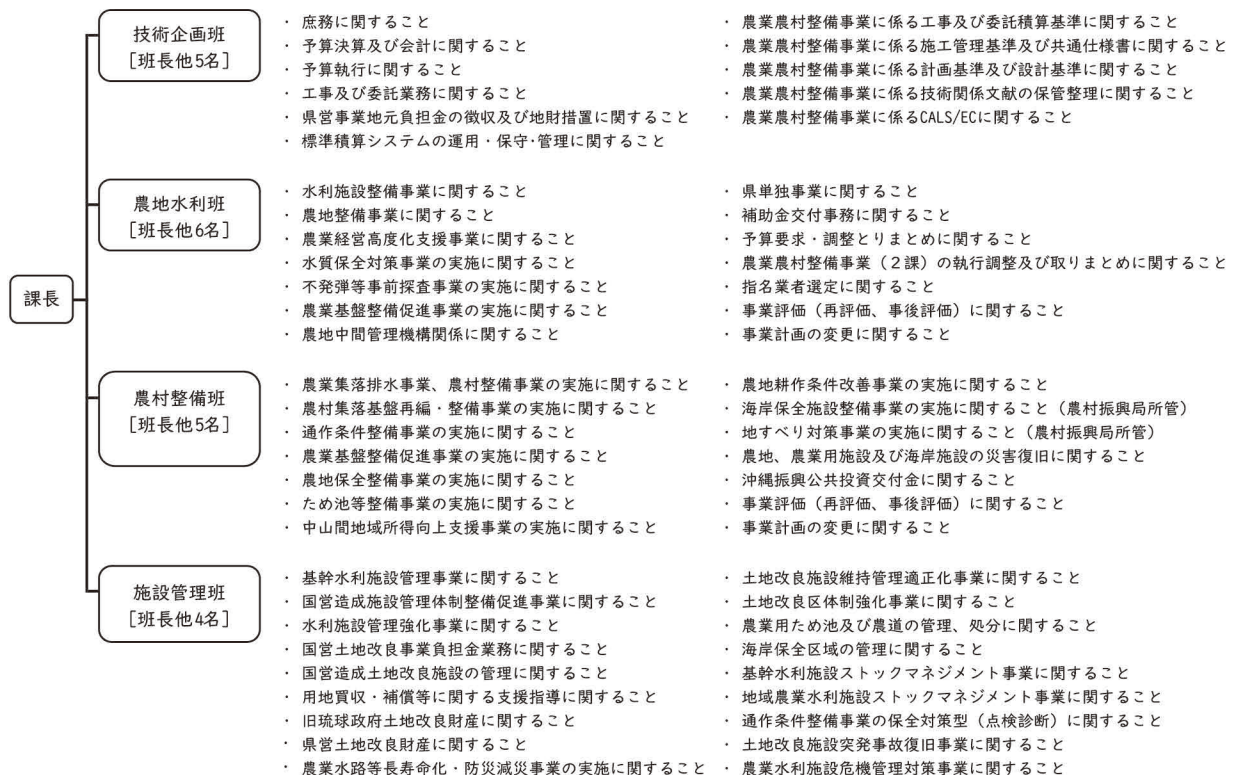 課長
技術企画班
［班長他5名］
・ 庶務に関すること
・ 予算決算及び会計に関すること
・ 予算執行に関すること
・ 工事及び委託業務に関すること
・ 県営事業地元負担金の徴収及び地財措置に関すること
・ 標準積算システムの運用・保守･管理に関すること
・ 農業農村整備事業に係る工事及び委託積算基準に関すること
・ 農業農村整備事業に係る施工管理基準及び共通仕様書に関すること
・ 農業農村整備事業に係る計画基準及び設計基準に関すること
・ 農業農村整備事業に係る技術関係文献の保管整理に関すること
・ 農業農村整備事業に係るCALS/ECに関すること
農地水利班
［班長他6名］
・ 水利施設整備事業に関すること
・ 農地整備事業に関すること
・ 農業経営高度化支援事業に関すること
・ 水質保全対策事業の実施に関すること
・ 不発弾等事前探査事業の実施に関すること
・ 農業基盤整備促進事業の実施に関すること
・ 農地中間管理機構関係に関すること
・ 県単独事業に関すること
・ 補助金交付事務に関すること
・ 予算要求・調整とりまとめに関すること
・ 農業農村整備事業（２課）の執行調整及び取りまとめに関すること
・ 指名業者選定に関すること
・ 事業評価（再評価、事後評価）に関すること
・ 事業計画の変更に関すること
農村整備班
［班長他5名］
・ 農業集落排水事業、農村整備事業の実施に関すること
・ 農村集落基盤再編・整備事業の実施に関すること
・ 通作条件整備事業の実施に関すること
・ 農業基盤整備促進事業の実施に関すること
・ 農地保全整備事業の実施に関すること
・ ため池等整備事業の実施に関すること
・ 中山間地域所得向上支援事業の実施に関すること
・ 農地耕作条件改善事業の実施に関すること
・ 海岸保全施設整備事業の実施に関すること（農村振興局所管）
・ 地すべり対策事業の実施に関すること（農村振興局所管）
・ 農地、農業用施設及び海岸施設の災害復旧に関すること
・ 沖縄振興公共投資交付金に関すること
・ 事業評価（再評価、事後評価）に関すること
・ 事業計画の変更に関すること
施設管理班
［班長他4名］
・ 基幹水利施設管理事業に関すること
・ 国営造成施設管理体制整備促進事業に関すること
・ 水利施設管理強化事業に関すること
・ 国営土地改良事業負担金業務に関すること
・ 国営造成土地改良施設の管理に関すること
・ 用地買収・補償等に関する支援指導に関すること
・ 旧琉球政府土地改良財産に関すること
・ 県営土地改良財産に関すること
・ 農業水路等長寿命化・防災減災事業の実施に関すること
・ 土地改良施設維持管理適正化事業に関すること
・ 土地改良区体制強化事業に関すること
・ 農業用ため池及び農道の管理、処分に関すること
・ 海岸保全区域の管理に関すること
・ 基幹水利施設ストックマネジメント事業に関すること
・ 地域農業水利施設ストックマネジメント事業に関すること
・ 通作条件整備事業の保全対策型（点検診断）に関すること
・ 土地改良施設突発事故復旧事業に関すること
・ 農業水利施設危機管理対策事業に関すること